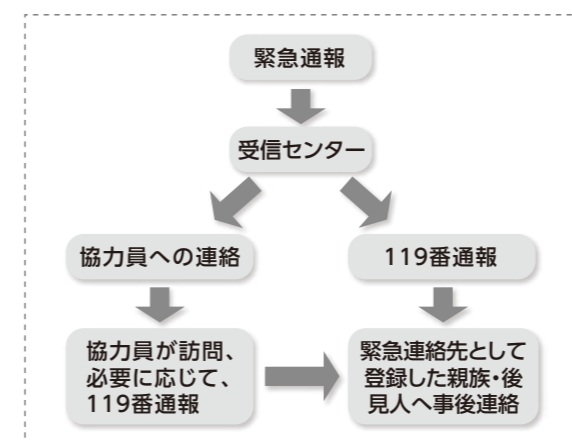 緊急通報
受信センター
協力員への連絡
119番通報
協力員が訪問、
必要に応じて、
119番通報
緊急連絡先として
登録した親族・後
見人へ事後連絡